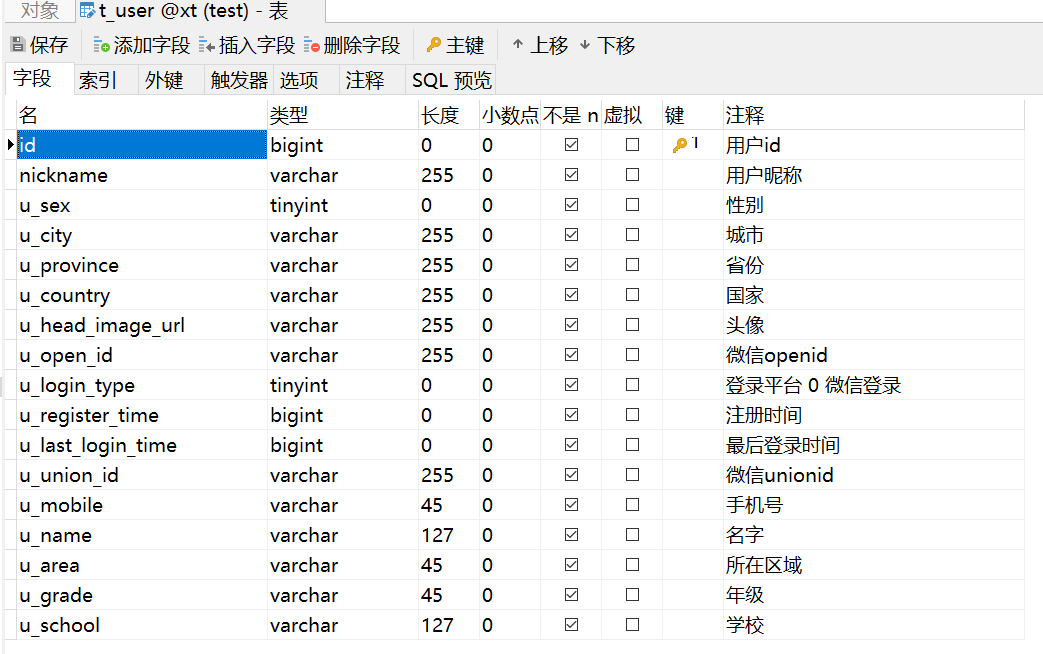 对象 t_user @xt (test) - 表
保存 添加字段 插入字段 删除字段 主键 上移 下移
字段 索引 外键 触发器 选项 注释 SQL 预览
名 类型 长度 小数点 不是 n 虚拟 键 注释
id bigint 0 0 1 用户id
nickname varchar 255 0 用户昵称
u_sex tinyint 0 0 性别
u_city varchar 255 0 城市
u_province varchar 255 0 省份
u_country varchar 255 0 国家
u_head_image_url varchar 255 0 头像
u_open_id varchar 255 0 微信openid
u_login_type tinyint 0 0 登录平台 0 微信登录
u_register_time bigint 0 0 注册时间
u_last_login_time bigint 0 0 最后登录时间
u_union_id varchar 255 0 微信unionid
u_mobile varchar 45 0 手机号
u_name varchar 127 0 名字
u_area varchar 45 0 所在区域
u_grade varchar 45 0 年级
u_school varchar 127 0 学校